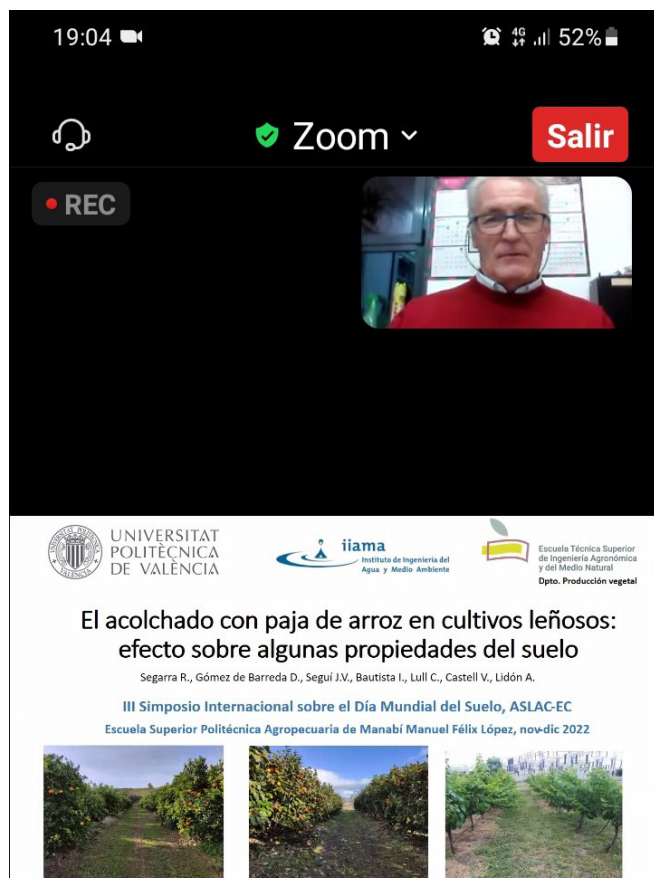 19:04
4G
52%
Zoom
Salir
REC
UNIVERSITAT
POLITÈCNICA
DE VALÈNCIA
iiama
Instituto de Ingeniería del
Agua y Medio Ambiente
Escuela Técnica Superior
de Ingeniería Agronómica
y del Medio Natural
Dpto. Producción vegetal
El acolchado con paja de arroz en cultivos leñosos:
efecto sobre algunas propiedades del suelo
Segarra R., Gómez de Barreda D., Seguí J.V., Bautista I., Lull C., Castell V., Lidón A.
III Simposio Internacional sobre el Día Mundial del Suelo, ASLAC-EC
Escuela Superior Politécnica Agropecuaria de Manabí Manuel Félix López, nov-dic 2022